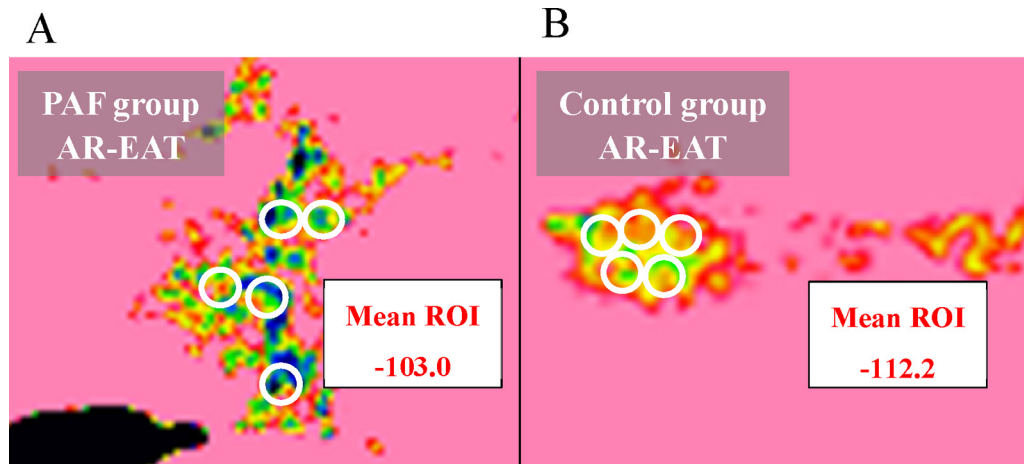 A
B
PAF group
AR-EAT
Control group
AR-EAT
Mean ROI
-103.0
Mean ROI
-112.2